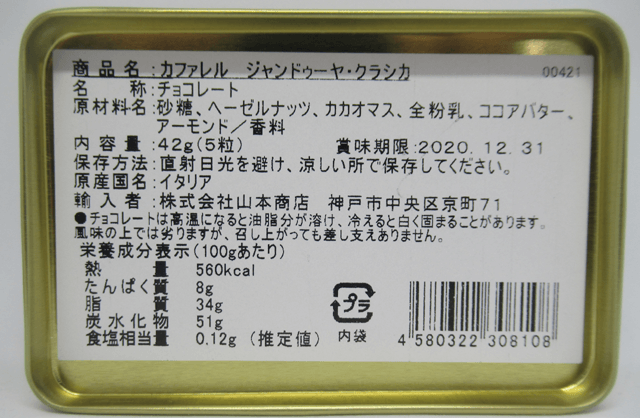 商品名:カファレル ジャンドゥーヤ・クラシカ 00421
名 称:チョコレート
原材料名:砂糖、ヘーゼルナッツ、カカオマス、全粉乳、ココアバター、
アーモンド／香料
内容量:42g(5粒) 賞味期限:2020. 12. 31
保存方法:直射日光を避け、涼しい所で保存してください。
原産国名:イタリア
輸入者:株式会社山本商店 神戸市中央区京町71
●チョコレートは高温になると油脂分が溶け、冷えると白く固まることがあります。
風味の上では劣りますが、召し上がっても差し支えありません。
栄養成分表示(100gあたり)
熱量 560kcal
たんぱく質 8g
脂質 34g
炭水化物 51g
食塩相当量 0.12g (推定値)
プラ
内袋
4 580322 308108